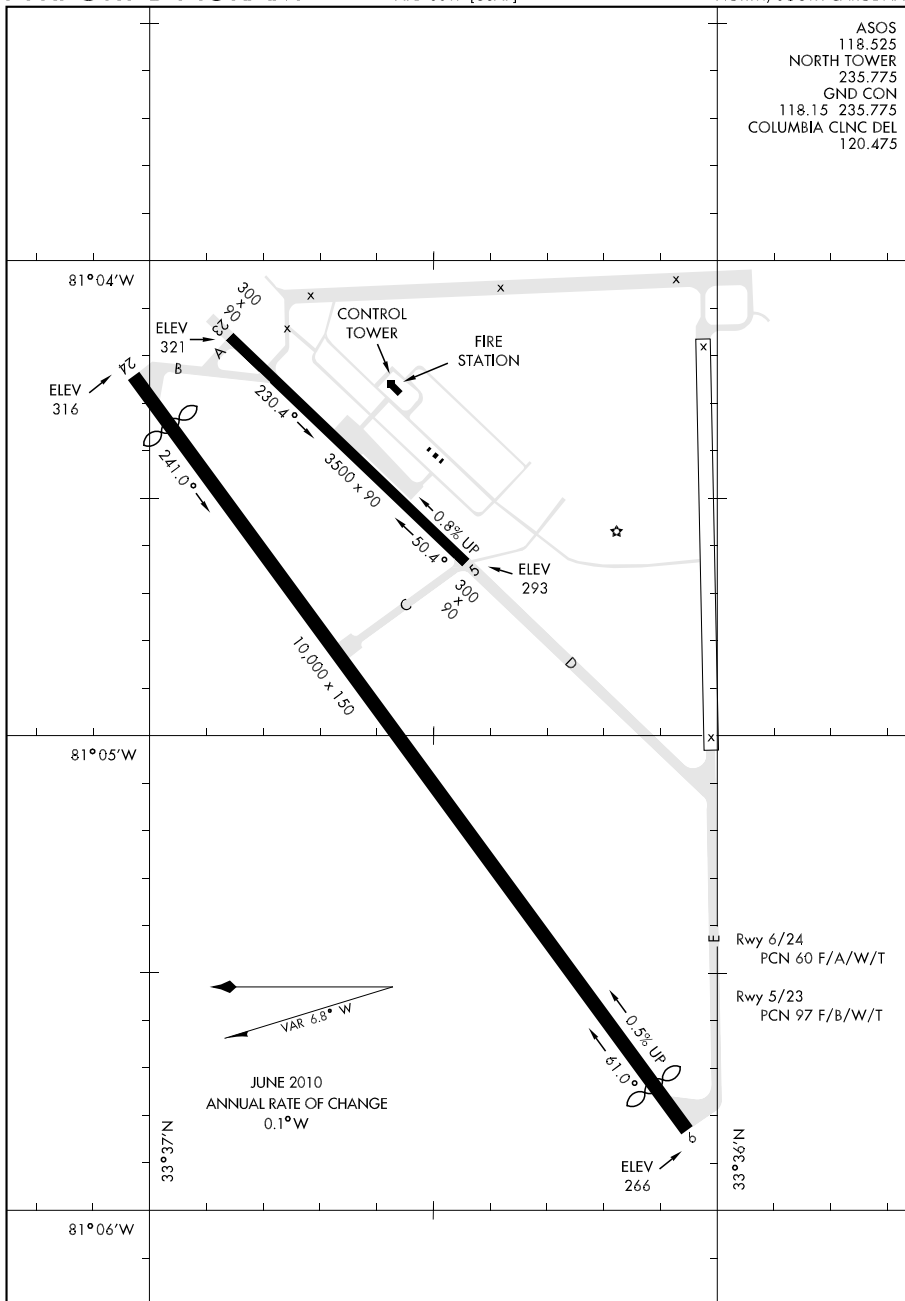 ASOS
118.525
NORTH TOWER
235.775
GND CON
118.15 235.775
COLUMBIA CLNC DEL
120.475
81°04'W
300
x
90
23
CONTROL
TOWER
FIRE
STATION
ELEV
321
A
B
24
ELEV
316
230.4°
241.0°
3500 x 90
0.8% UP
50.4°
5
ELEV
293
300
x
90
C
D
10,000 x 150
81°05'W
x
x
x
x
x
x
E
Rwy 6/24
PCN 60 F/A/W/T
Rwy 5/23
PCN 97 F/B/W/T
VAR 6.8° W
0.5% UP
61.0°
JUNE 2010
ANNUAL RATE OF CHANGE
0.1°W
33°37'N
6
33°36'N
ELEV
266
81°06'W